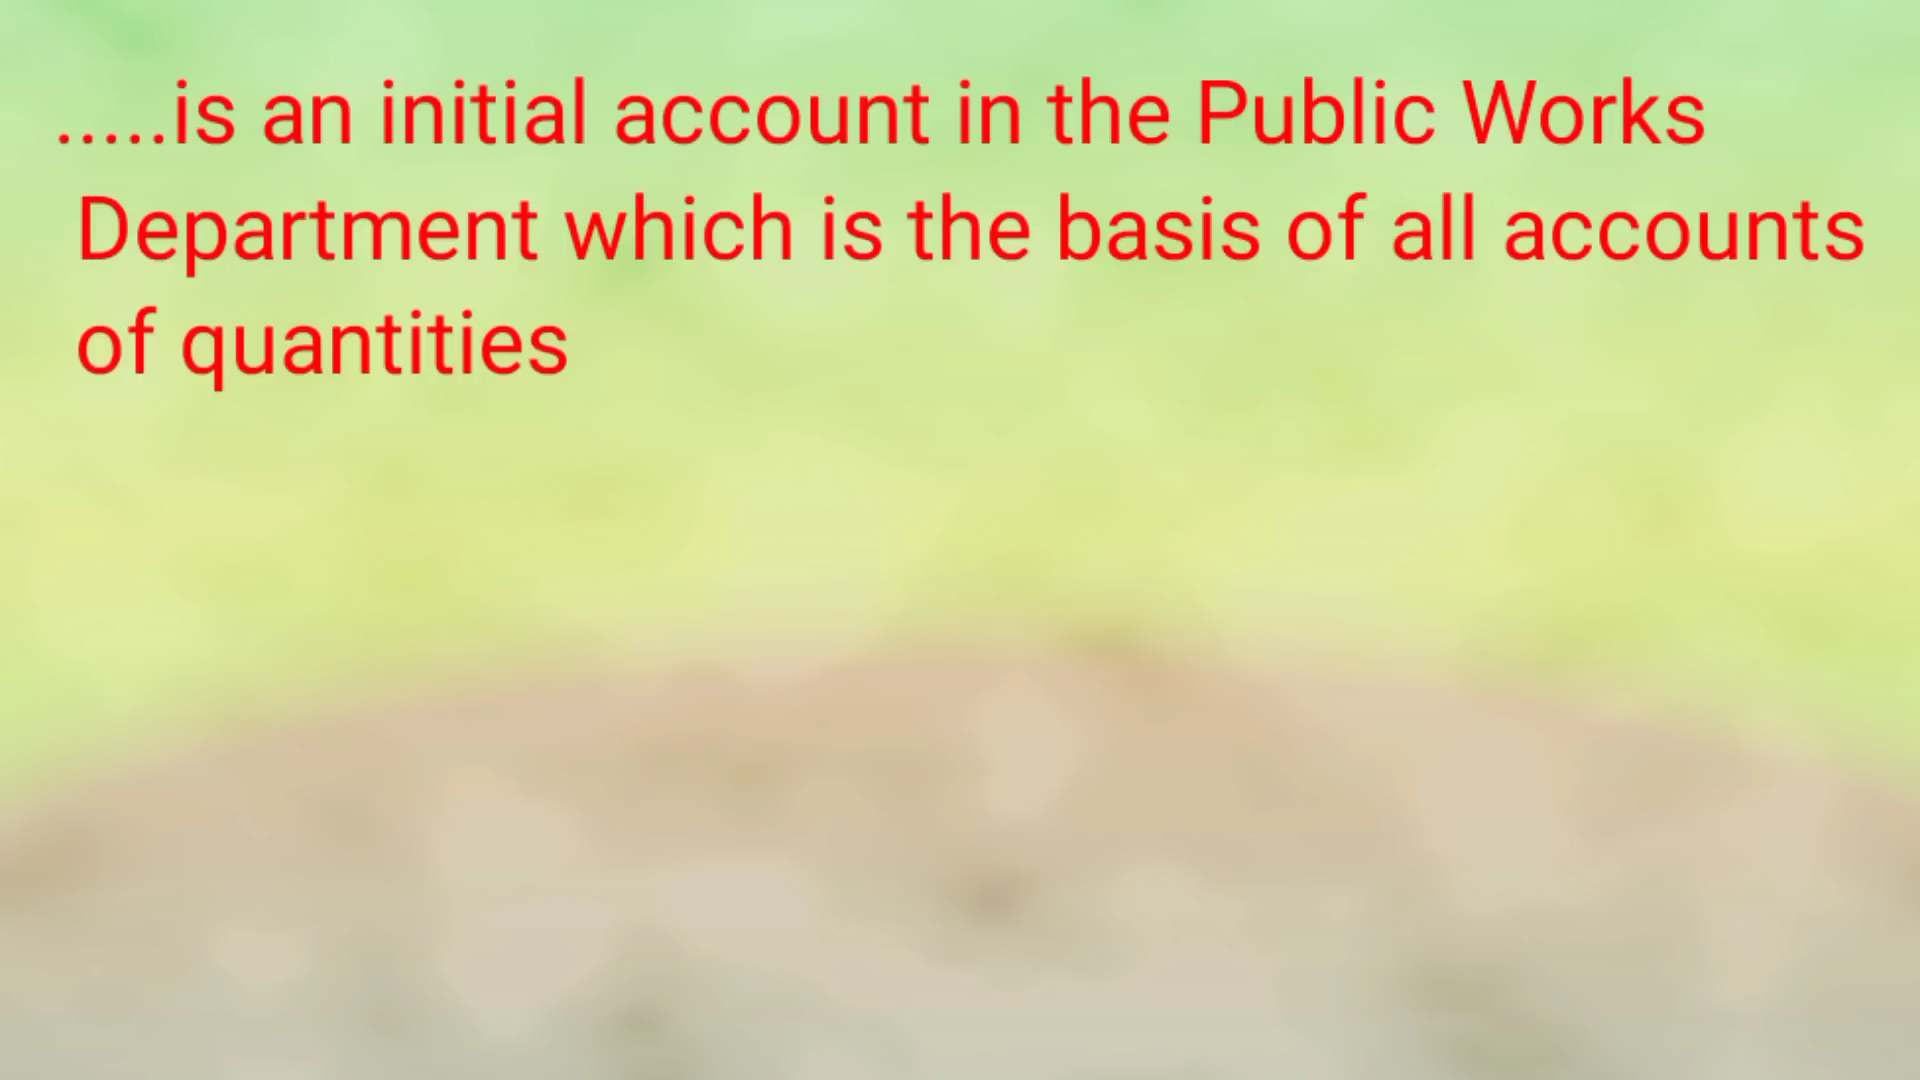 .....is an initial account in the Public Works
Department which is the basis of all accounts
of quantities